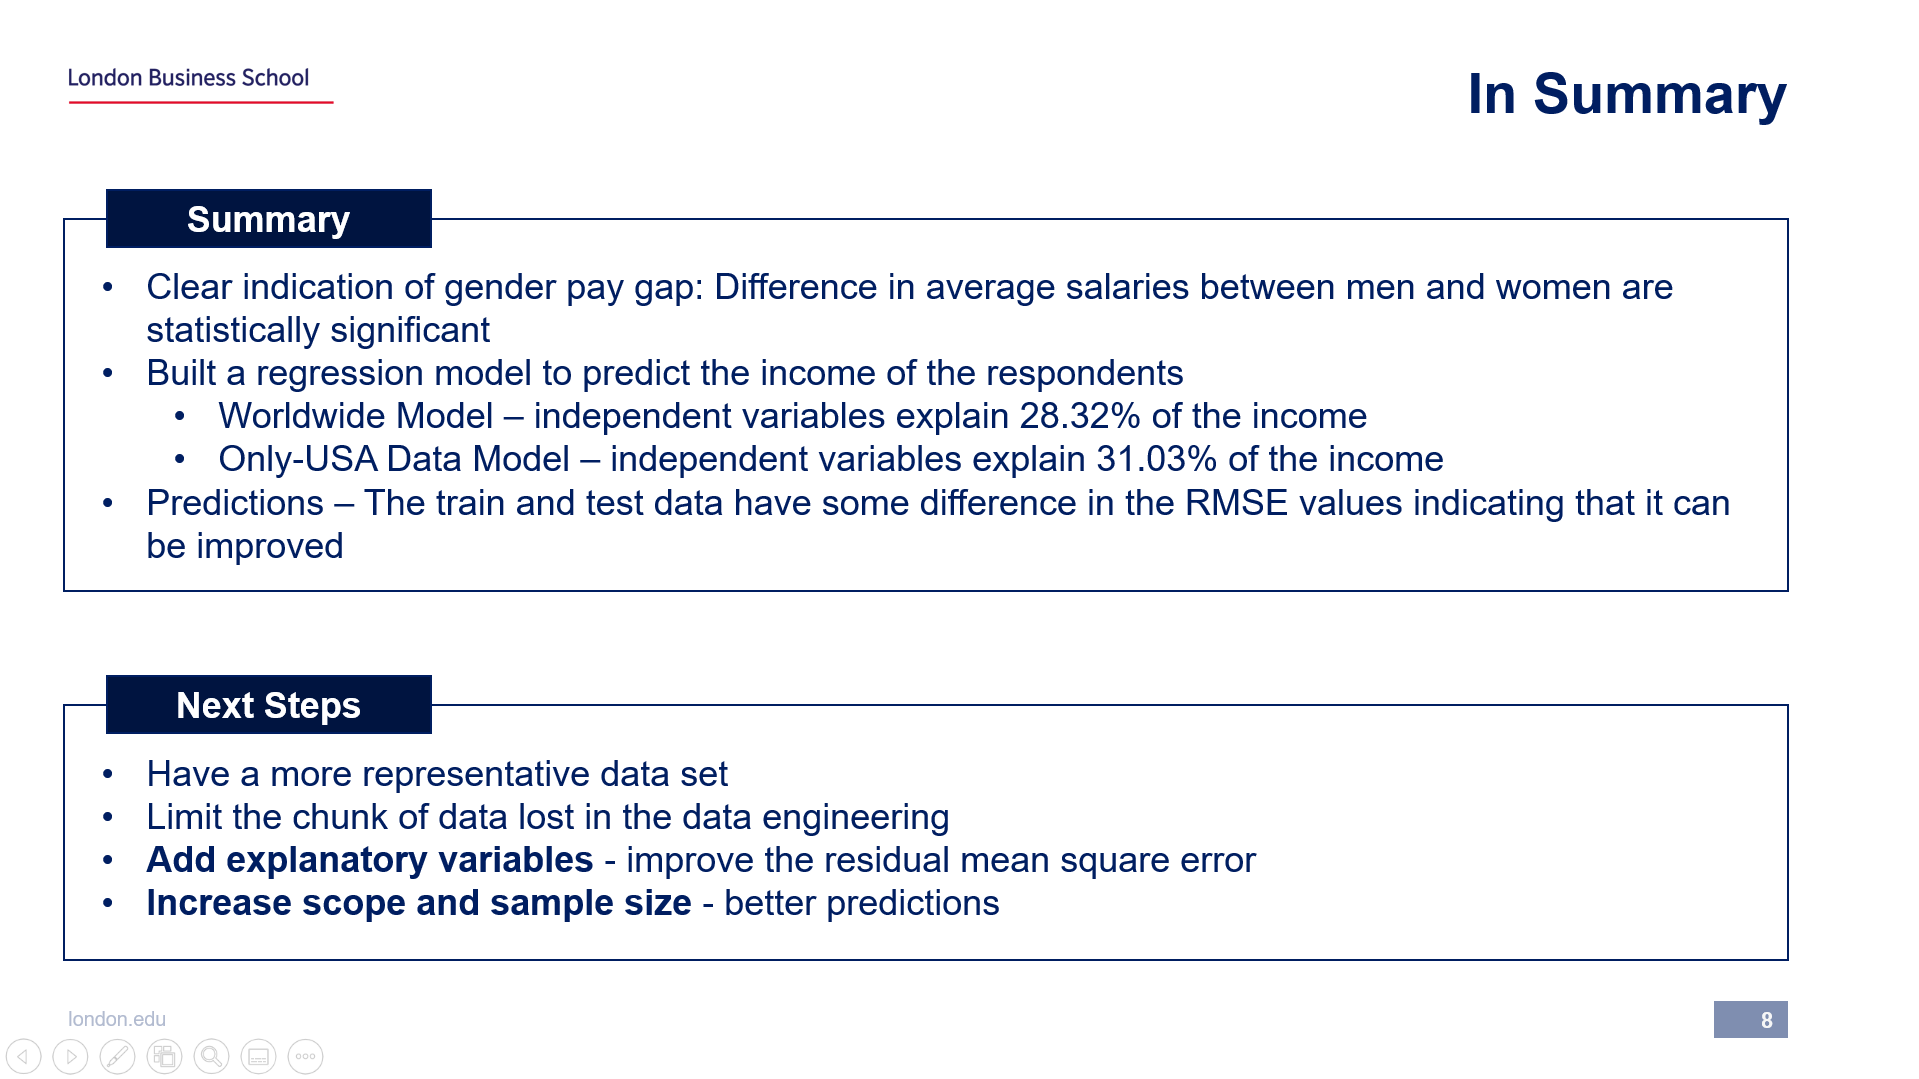 London Business School
In Summary
Summary
• Clear indication of gender pay gap: Difference in average salaries between men and women are
statistically significant
• Built a regression model to predict the income of the respondents
• Worldwide Model – independent variables explain 28.32% of the income
• Only-USA Data Model – independent variables explain 31.03% of the income
• Predictions – The train and test data have some difference in the RMSE values indicating that it can
be improved
Next Steps
• Have a more representative data set
• Limit the chunk of data lost in the data engineering
• Add explanatory variables - improve the residual mean square error
• Increase scope and sample size - better predictions
london.edu
8